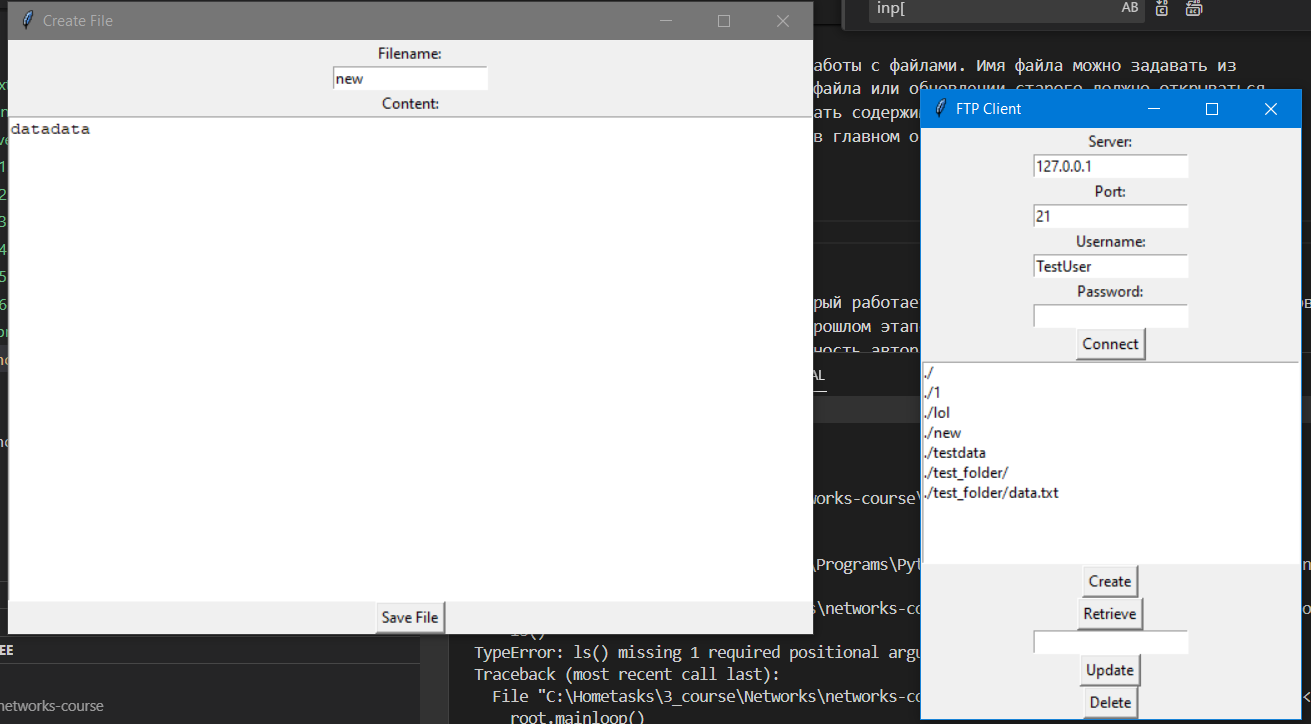 Create File
Filename:
new
Content:
datadata
Save File
inp[
AB
аботы с файлами. Имя файла можно задавать из
файла или обновлении старого должно открываться
ать содержи
в главном о
FTP Client
Server:
127.0.0.1
Port:
21
Username:
TestUser
Password:
Connect
./
./1
./lol
./new
./testdata
./test_folder/
./test_folder/data.txt
Create
Retrieve
Update
Delete
рый работае
рошлом этап
ность автор
AL
works-course\
\Programs\Pyt
s\networks-co
ls()
TypeError: ls() missing 1 required positional argu
Traceback (most recent call last):
File "C:\Hometasks\3_course\Networks\networks-co
root.mainloop()
EE
networks-course